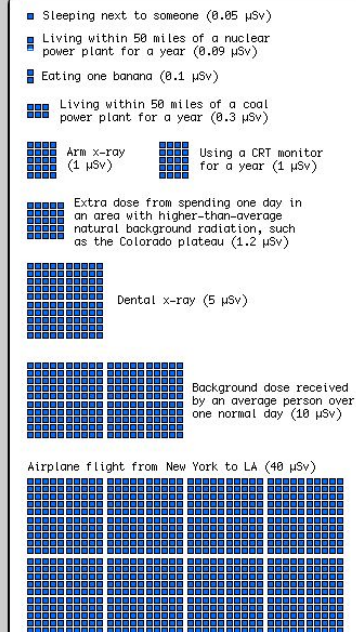 Sleeping next to someone (0.05 µSv)
Living within 50 miles of a nuclear
power plant for a year (0.09 µSv)
Eating one banana (0.1 µSv)
Living within 50 miles of a coal
power plant for a year (0.3 µSv)
Arm x-ray
(1 µSv)
Using a CRT monitor
for a year (1 µSv)
Extra dose from spending one day in
an area with higher-than-average
natural background radiation, such
as the Colorado plateau (1.2 µSv)
Dental x-ray (5 µSv)
Background dose received
by an average person over
one normal day (10 µSv)
Airplane flight from New York to LA (40 µSv)